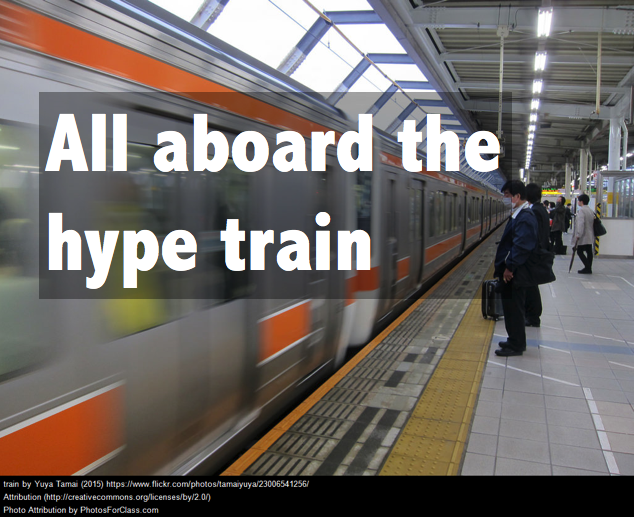 All aboard the
hype train
train by Yuya Tamai (2015) https://www.flickr.com/photos/tamaiyuya/23006541256/
Attribution (http://creativecommons.org/licenses/by/2.0/)
Photo Attribution by PhotosForClass.com